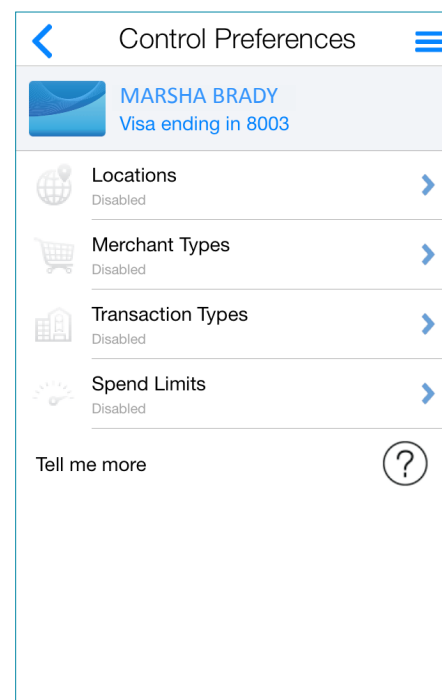 Control Preferences
MARSHA BRADY
Visa ending in 8003
Locations
Disabled
Merchant Types
Disabled
Transaction Types
Disabled
Spend Limits
Disabled
Tell me more
?